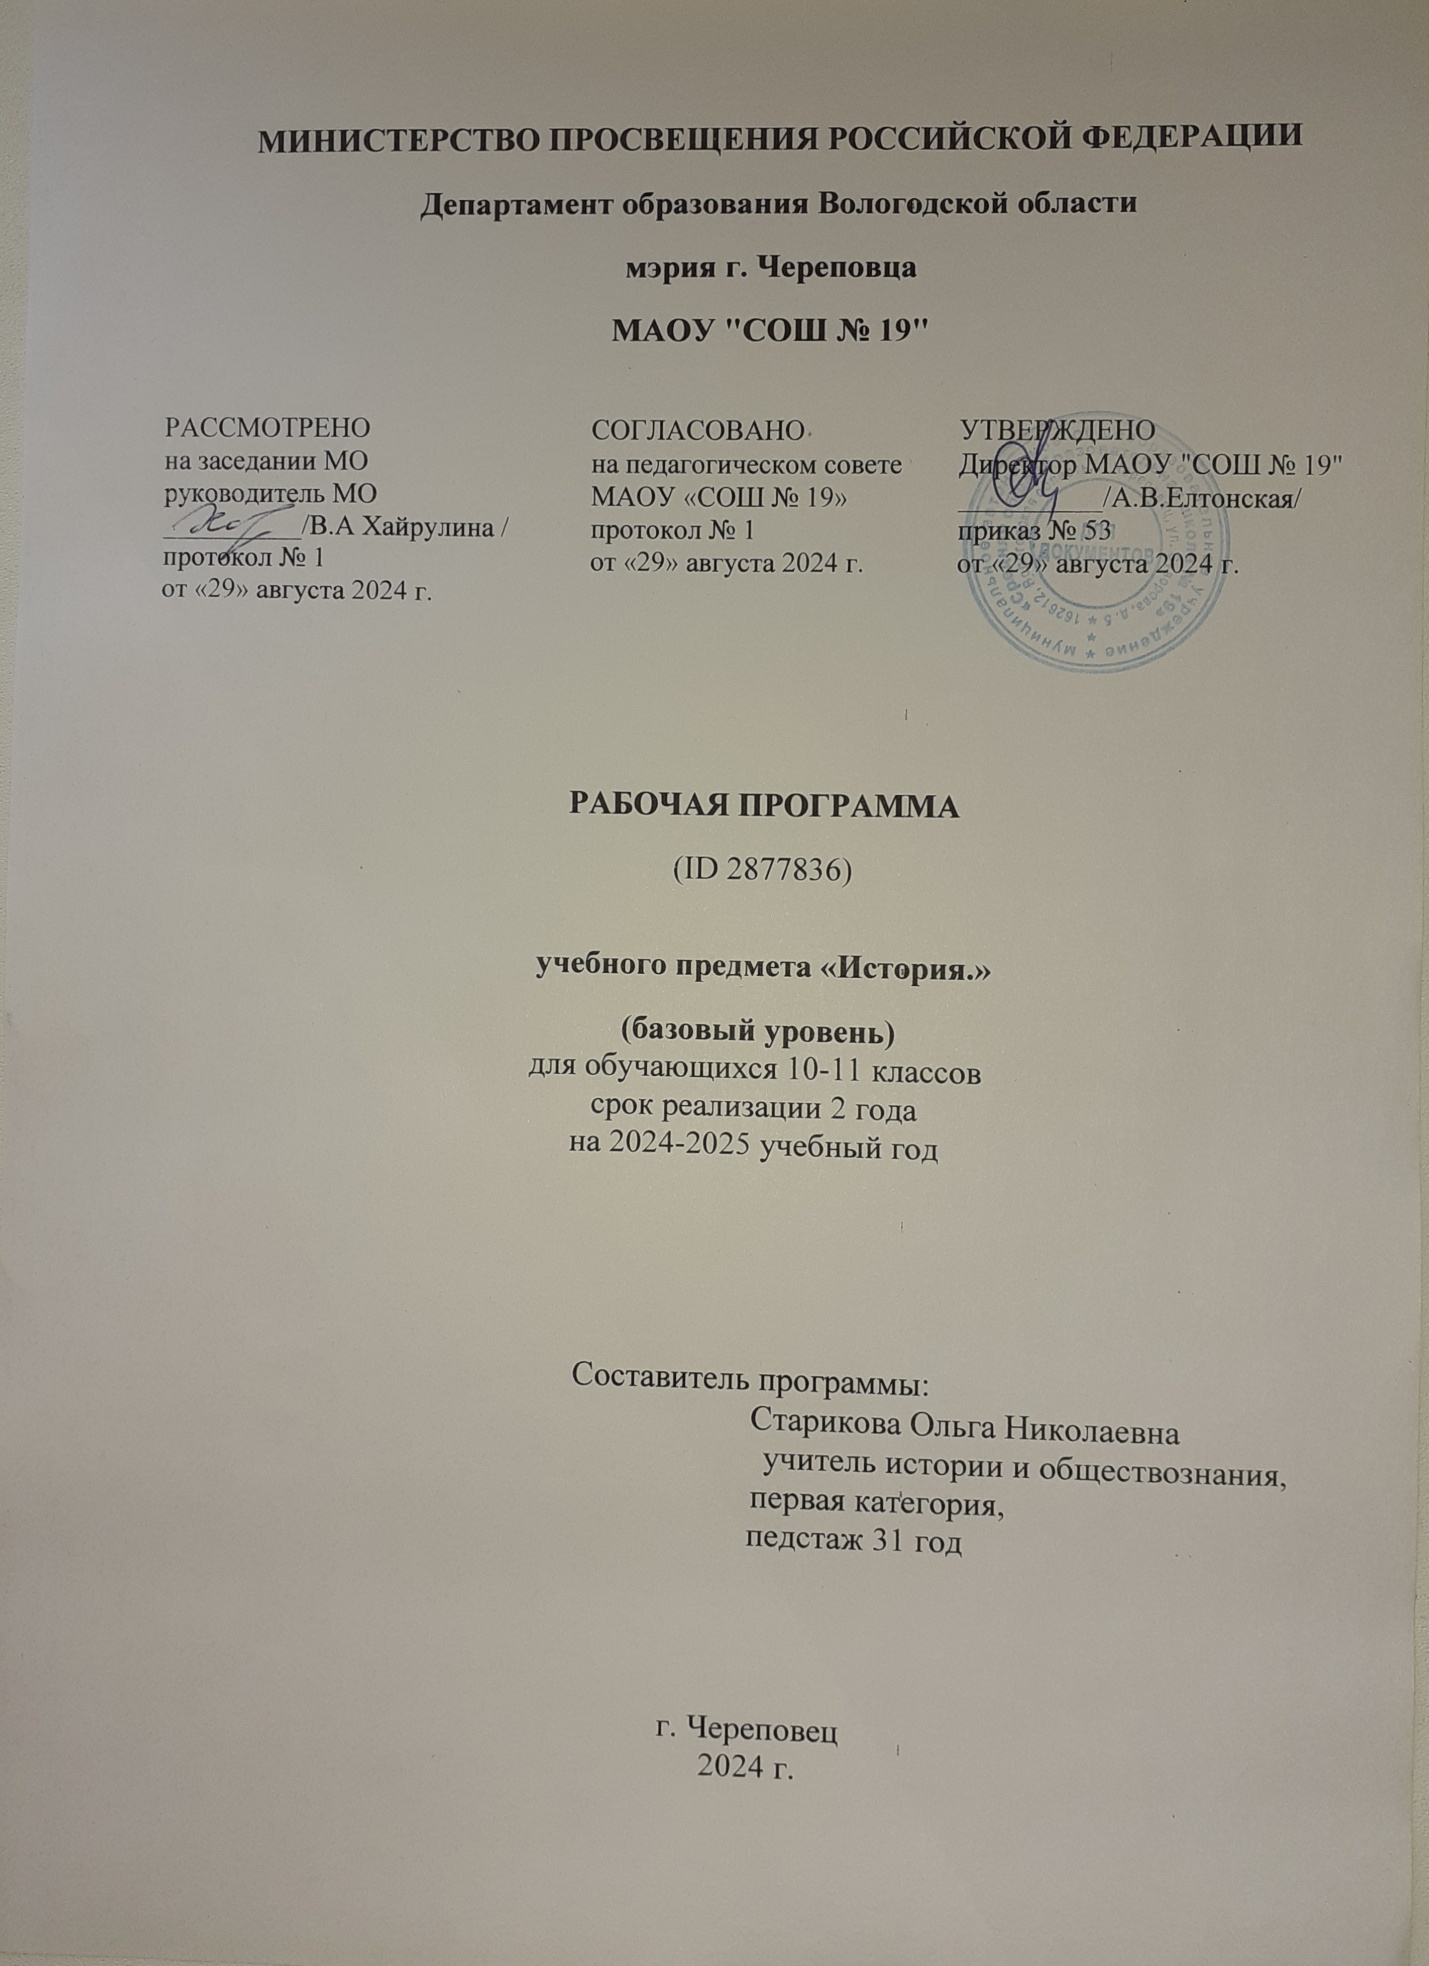 МИНИСТЕРСТВО ПРОСВЕЩЕНИЯ РОССИЙСКОЙ ФЕДЕРАЦИИ
Департамент образования Вологодской области
мэрия г. Череповца
МАОУ "СОШ № 19"
РАССМОТРЕНО
на заседании МО
руководитель МО
/В.А Хайрулина /
протокол № 1
от «29» августа 2024 г.
СОГЛАСОВАНО
на педагогическом совете
МАОУ «СОШ № 19»
протокол № 1
от «29» августа 2024 г.
УТВЕРЖДЕНО
Директор МАОУ "СОШ № 19"
/А.В.Елтонская/
приказ № 53
от «29» августа 2024 г.
ДОКУМЕНТОВ
РАБОЧАЯ ПРОГРАММА
(ID 2877836)
учебного предмета «История.»
(базовый уровень)
для обучающихся 10-11 классов
срок реализации 2 года
на 2024-2025 учебный год
Составитель программы:
Старикова Ольга Николаевна
учитель истории и обществознания,
первая категория,
педстаж 31 год
г. Череповец
2024 г.